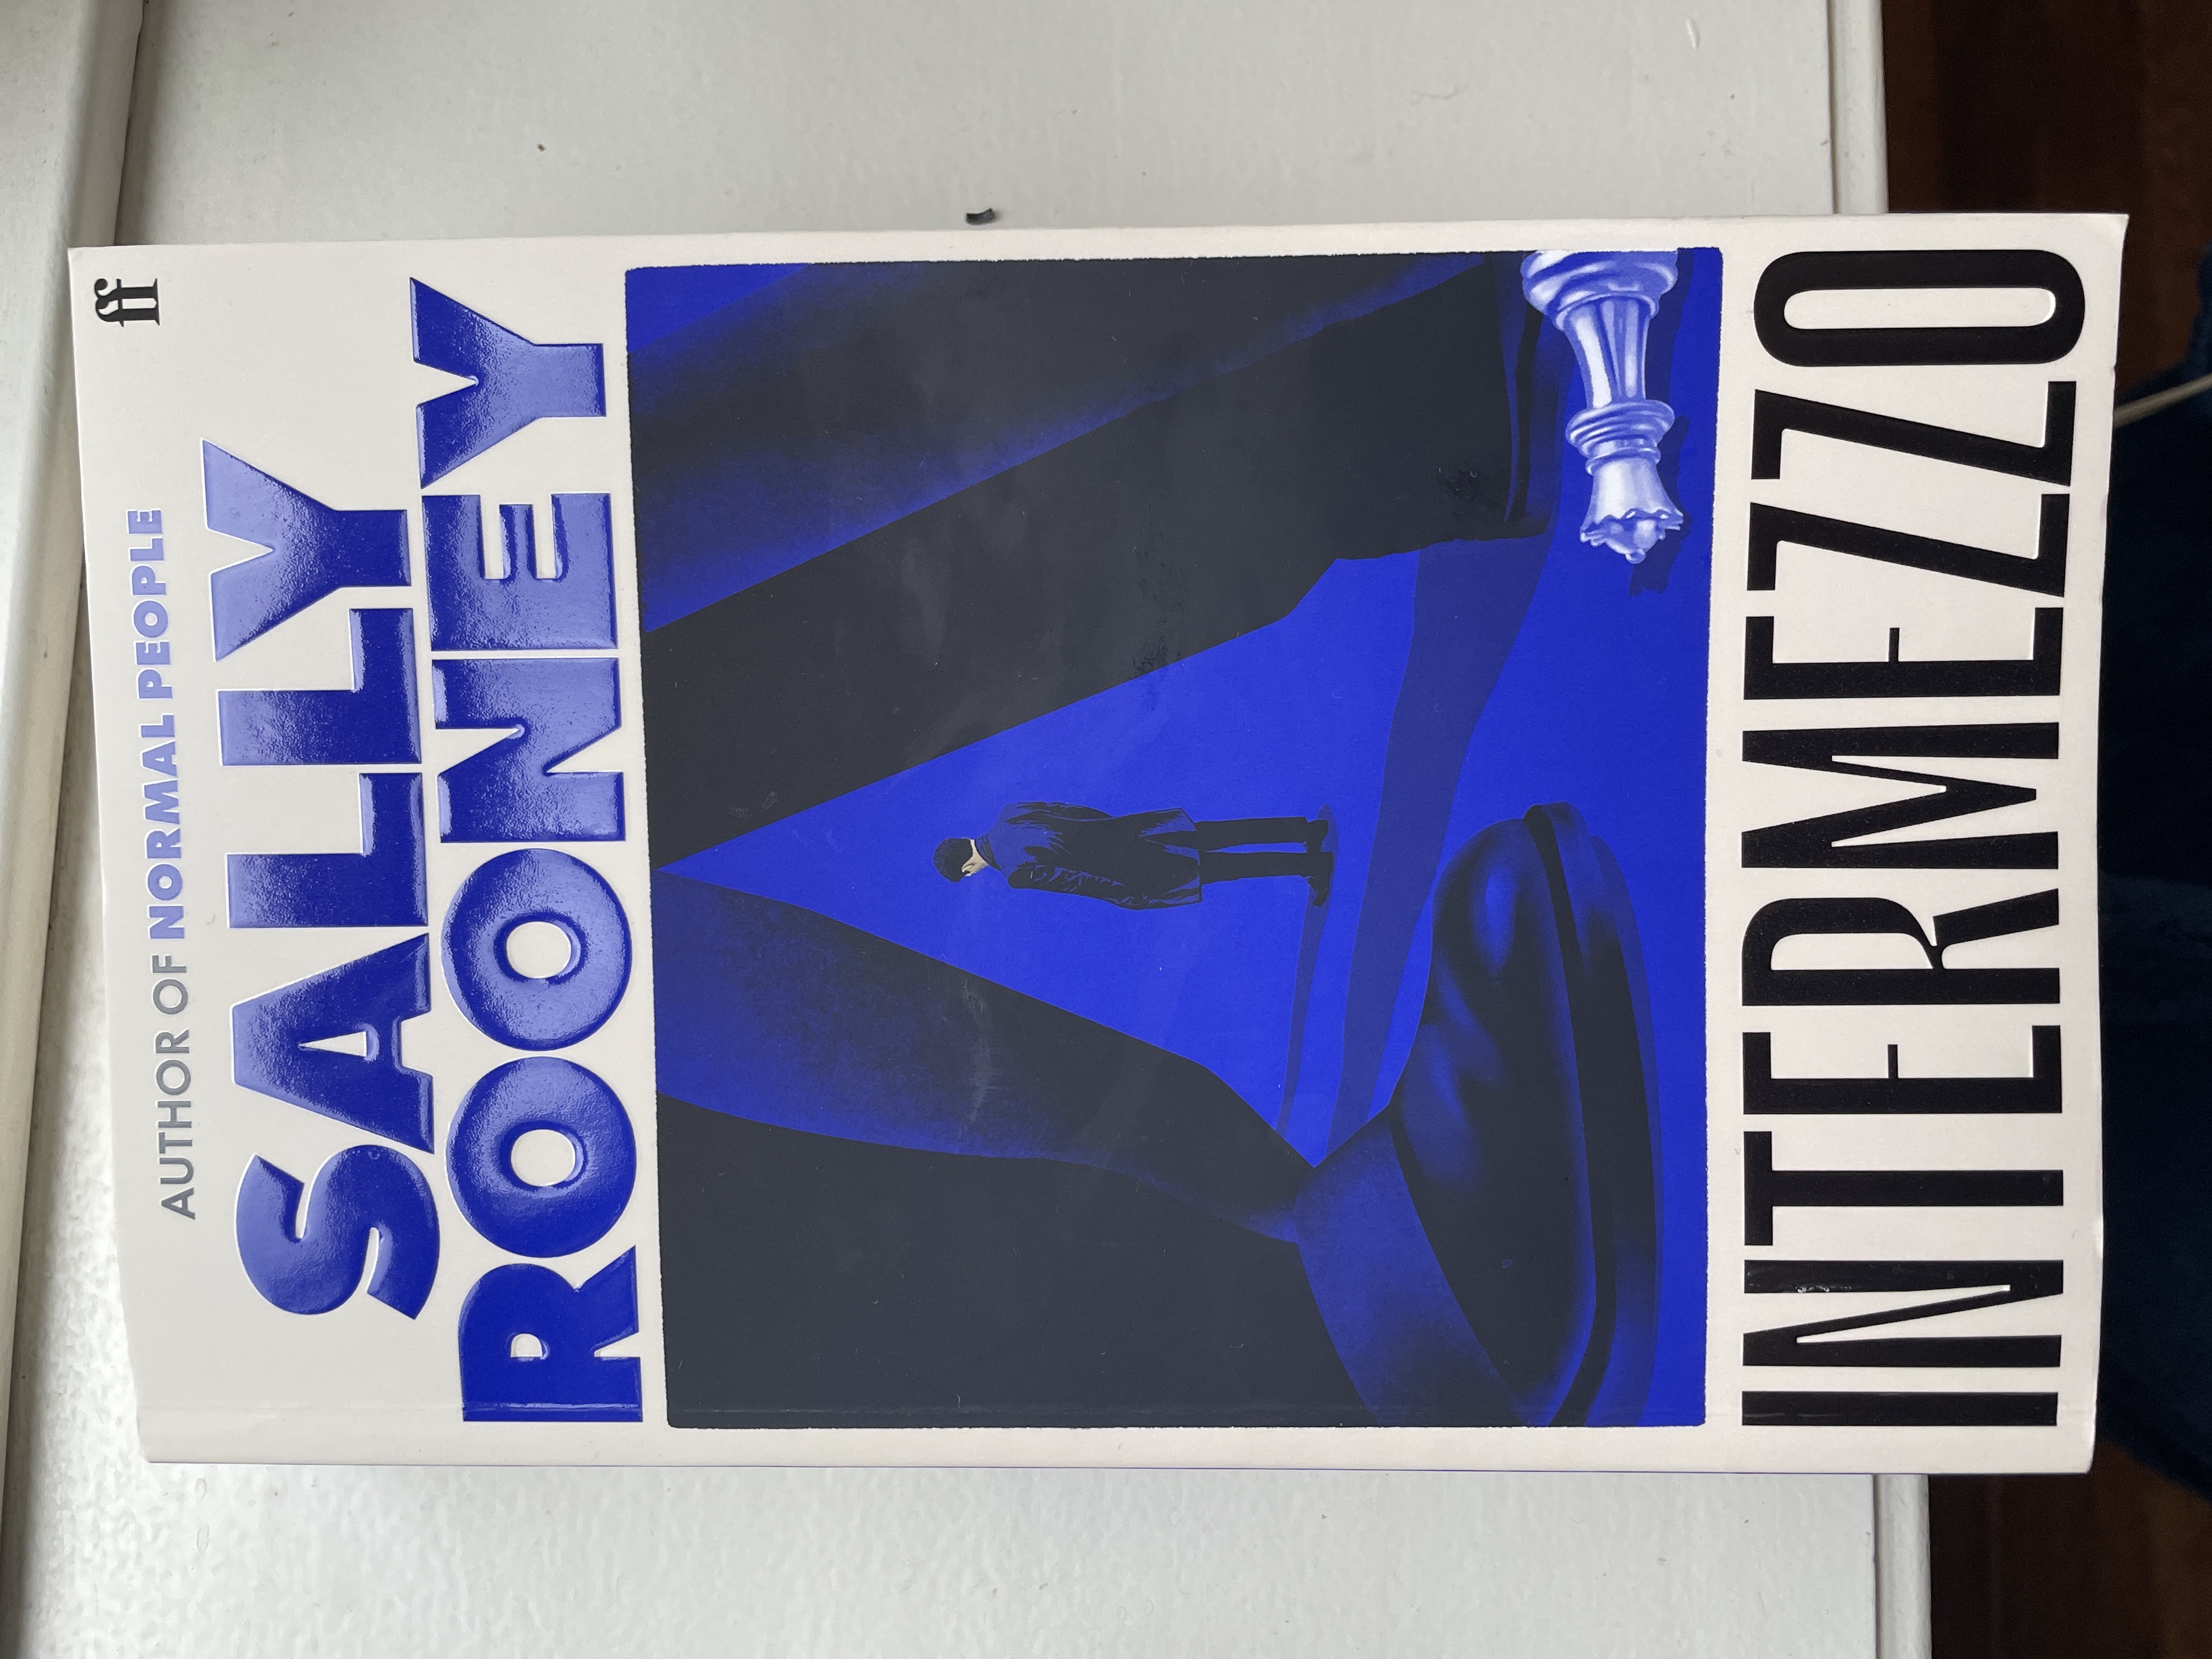 ff
AUTHOR OF NORMAL PEOPLE
SALLY
ROONEY
INTERMEZZO